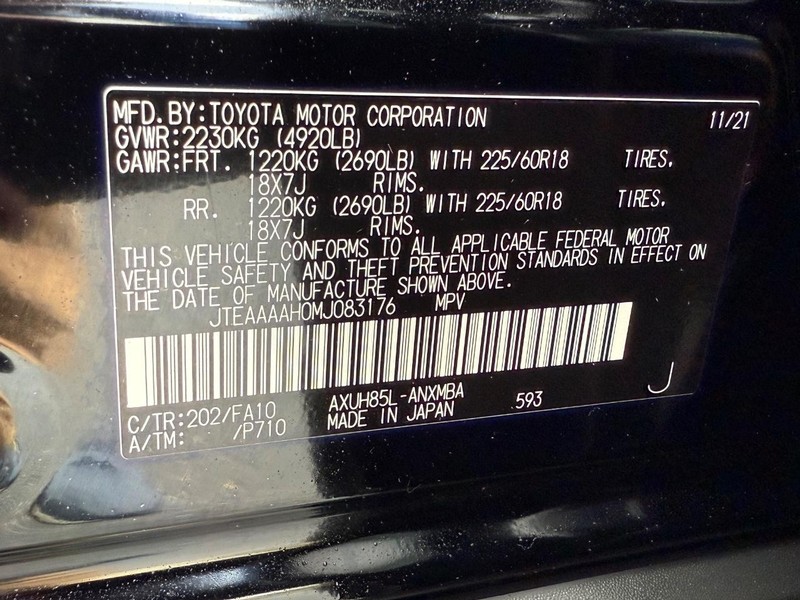 MFD.BY:TOYOTA MOTOR CORPORATION 11/21
GVWR:2230KG (4920LB)
GAWR:FRT. 1220KG (2690LB) WITH 225/60R18 TIRES.
18X7J RIMS.
RR. 1220KG (2690LB) WITH 225/60R18 TIRES.
18X7J RIMS.
THIS VEHICLE CONFORMS TO ALL APPLICABLE FEDERAL MOTOR
VEHICLE SAFETY AND THEFT PREVENTION STANDARDS IN EFFECT ON
THE DATE OF MANUFACTURE SHOWN ABOVE.
JTEAAAAH0MJ083176 MPV
C/TR:202/FA10 AXUH85L-ANXMBA 593 J
A/TM: /P710 MADE IN JAPAN